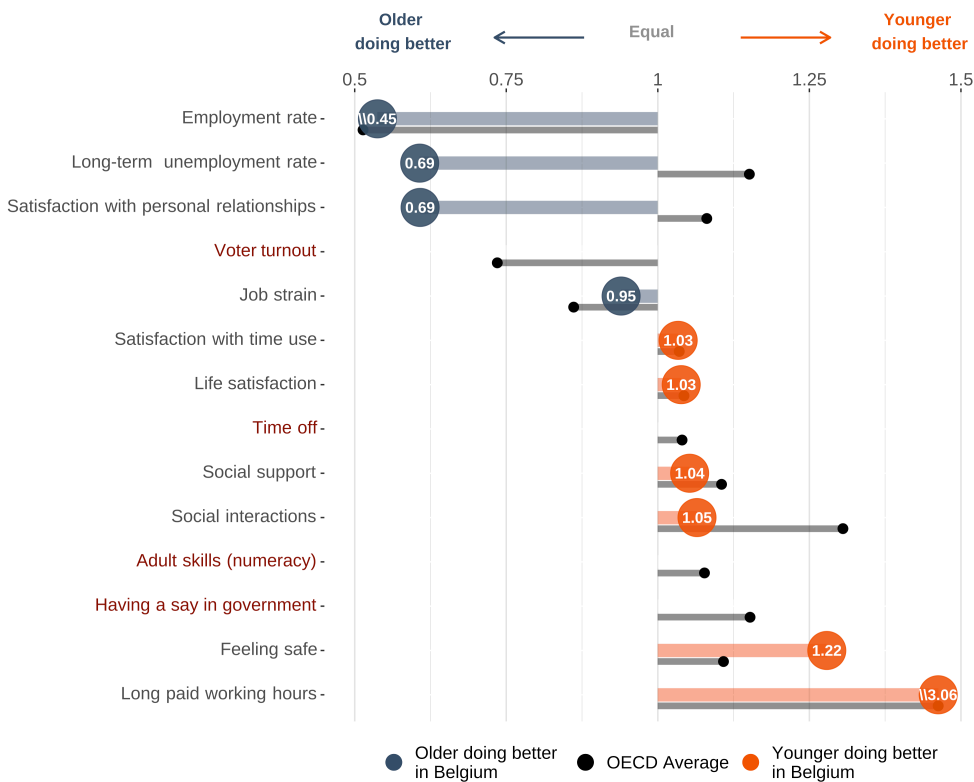 Older
doing better
Equal
Younger
doing better
0.5 0.75 1 1.25 1.5
Employment rate
\\0.45
Long-term unemployment rate
0.69
Satisfaction with personal relationships
0.69
Voter turnout
Job strain
0.95
Satisfaction with time use
1.03
Life satisfaction
1.03
Time off
Social support
1.04
Social interactions
1.05
Adult skills (numeracy)
Having a say in government
Feeling safe
1.22
Long paid working hours
\\3.06
Older doing better
in Belgium
OECD Average
Younger doing better
in Belgium